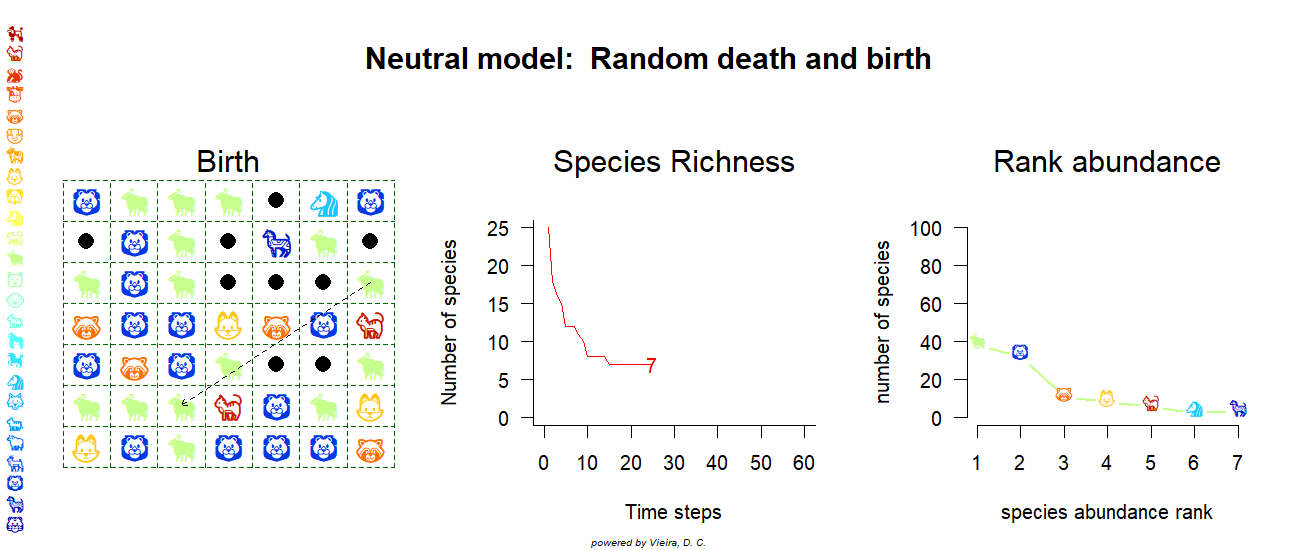 Neutral model:  Random death and birth
Birth
Species Richness
Rank abundance
Number of species
25
20
15
10
5
0
7
0 10 20 30 40 50 60
Time steps
number of species
100
80
60
40
20
0
1 2 3 4 5 6 7
species abundance rank
powered by Vieira, D. C.